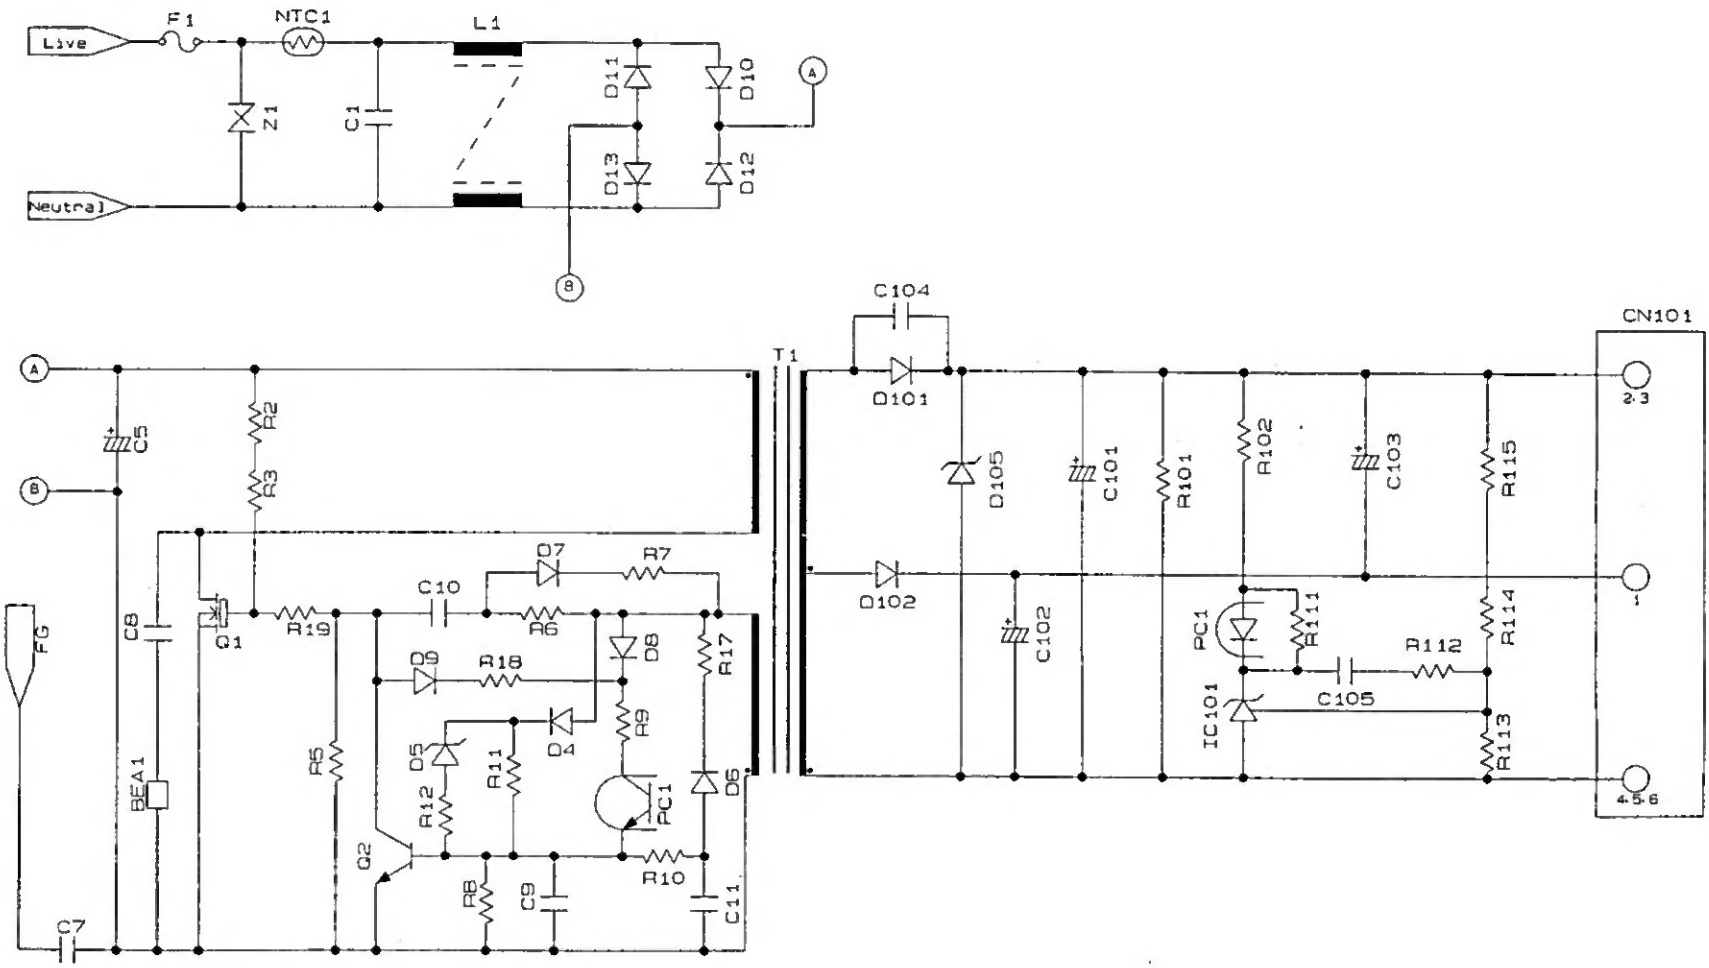 F1
NTC1
L1
Live
D11
D10
A
Z1
C1
D13
D12
Neutral
B
C104
CN101
T1
A
D101
2·3
C5
R2
R3
B
D105
C101
R101
R102
C103
R115
D7
R7
C10
D102
1
FG
C8
Q1
R19
R6
D8
R17
C102
PC1
R111
R114
D9
R18
R112
C105
R9
IC101
D5
R11
D4
R5
R113
BEA1
R12
PC1
D6
4·5·6
Q2
R8
C9
R10
C11
C7